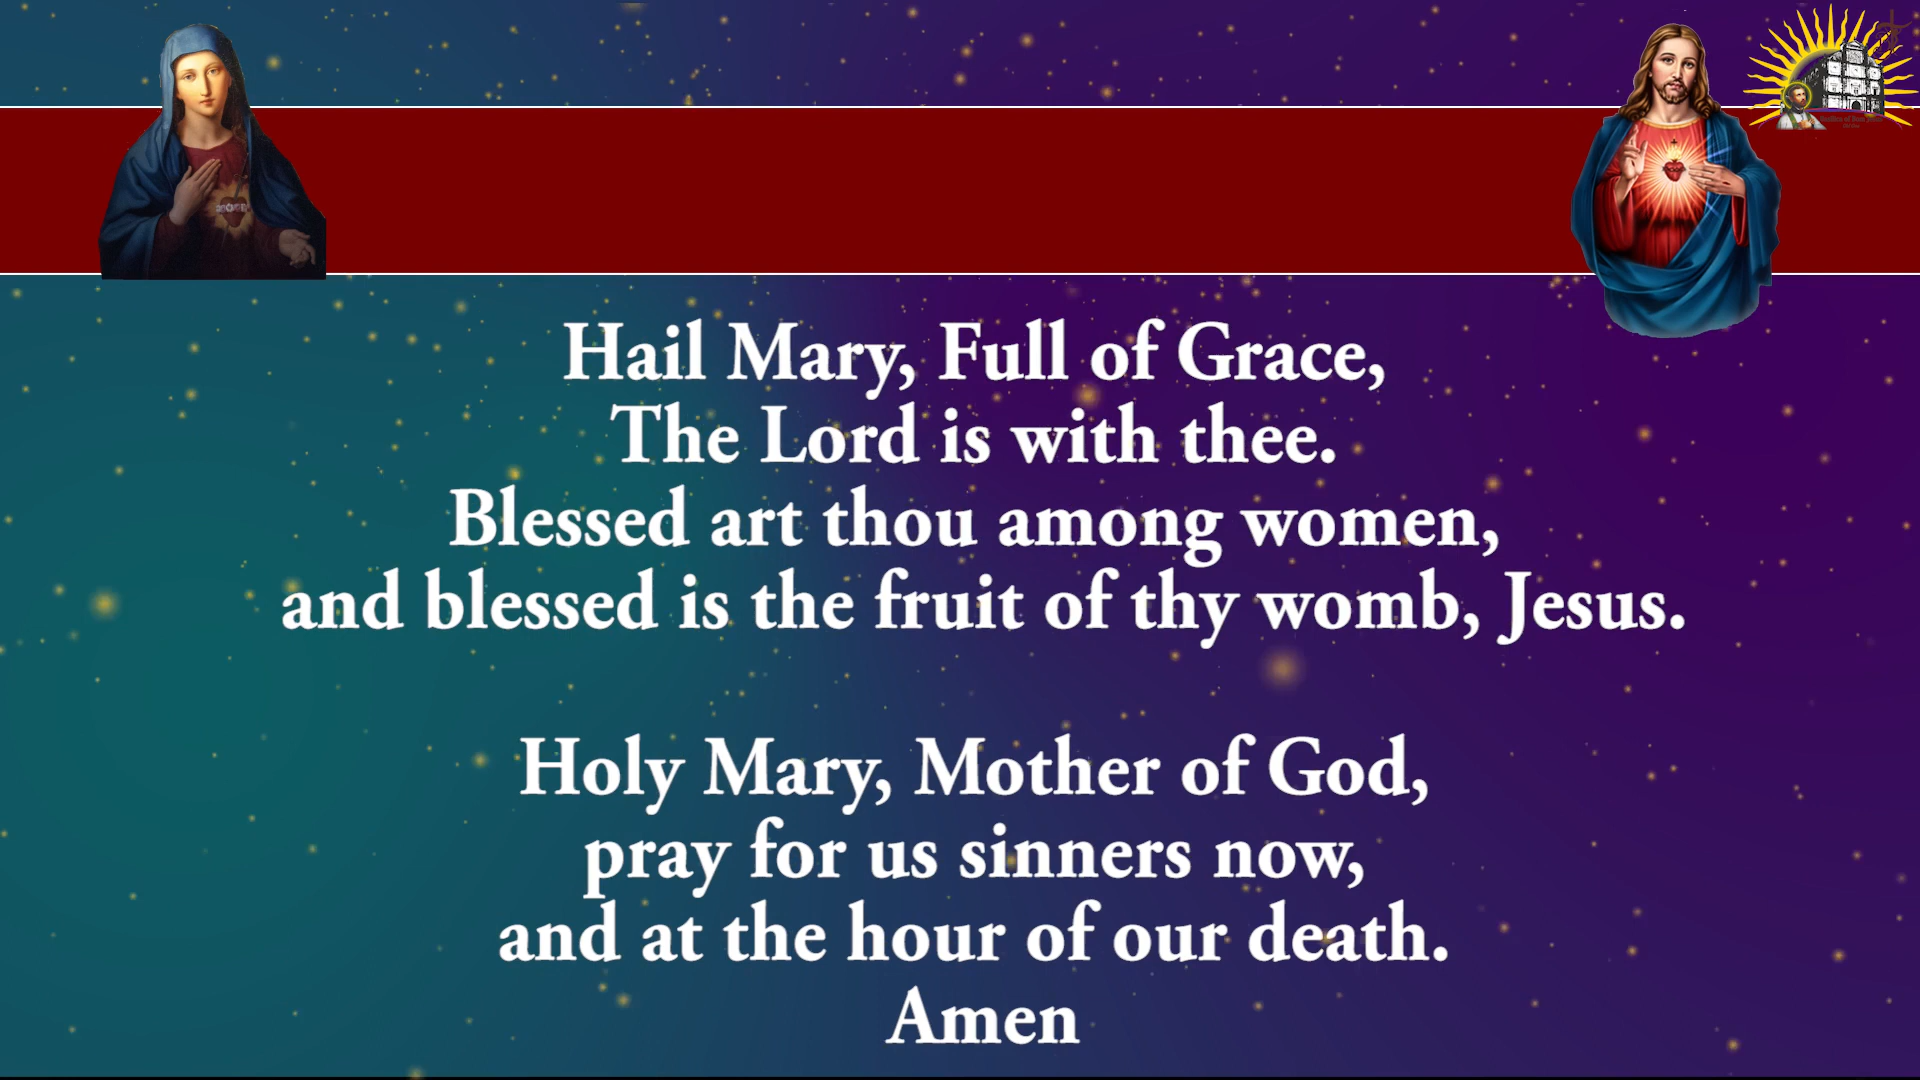 Hail Mary, Full of Grace,
The Lord is with thee.
Blessed art thou among women,
and blessed is the fruit of thy womb, Jesus.
Holy Mary, Mother of God,
pray for us sinners now,
and at the hour of our death.
Amen